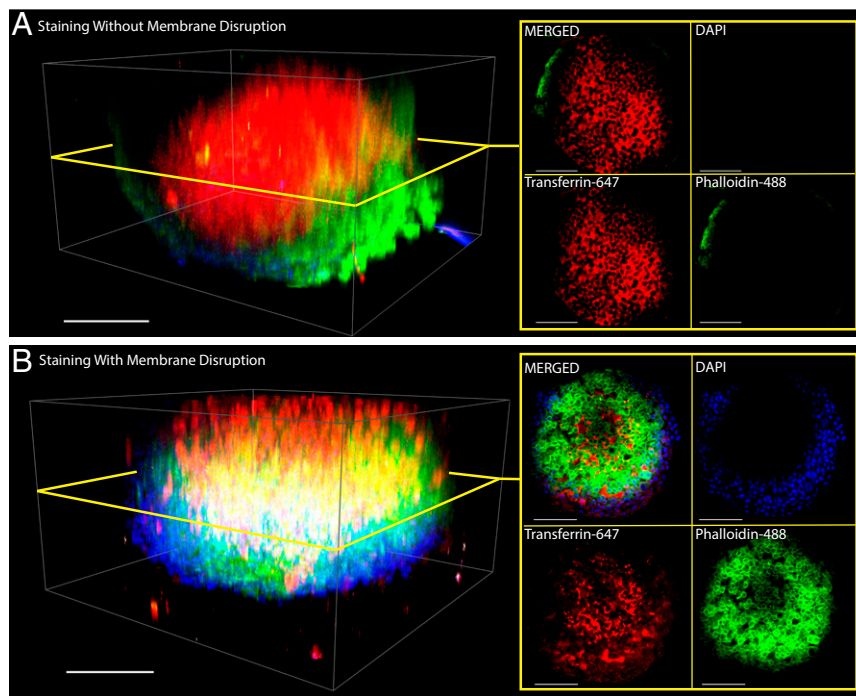 A Staining Without Membrane Disruption
MERGED
DAPI
Transferrin-647
Phalloidin-488
B Staining With Membrane Disruption
MERGED
DAPI
Transferrin-647
Phalloidin-488